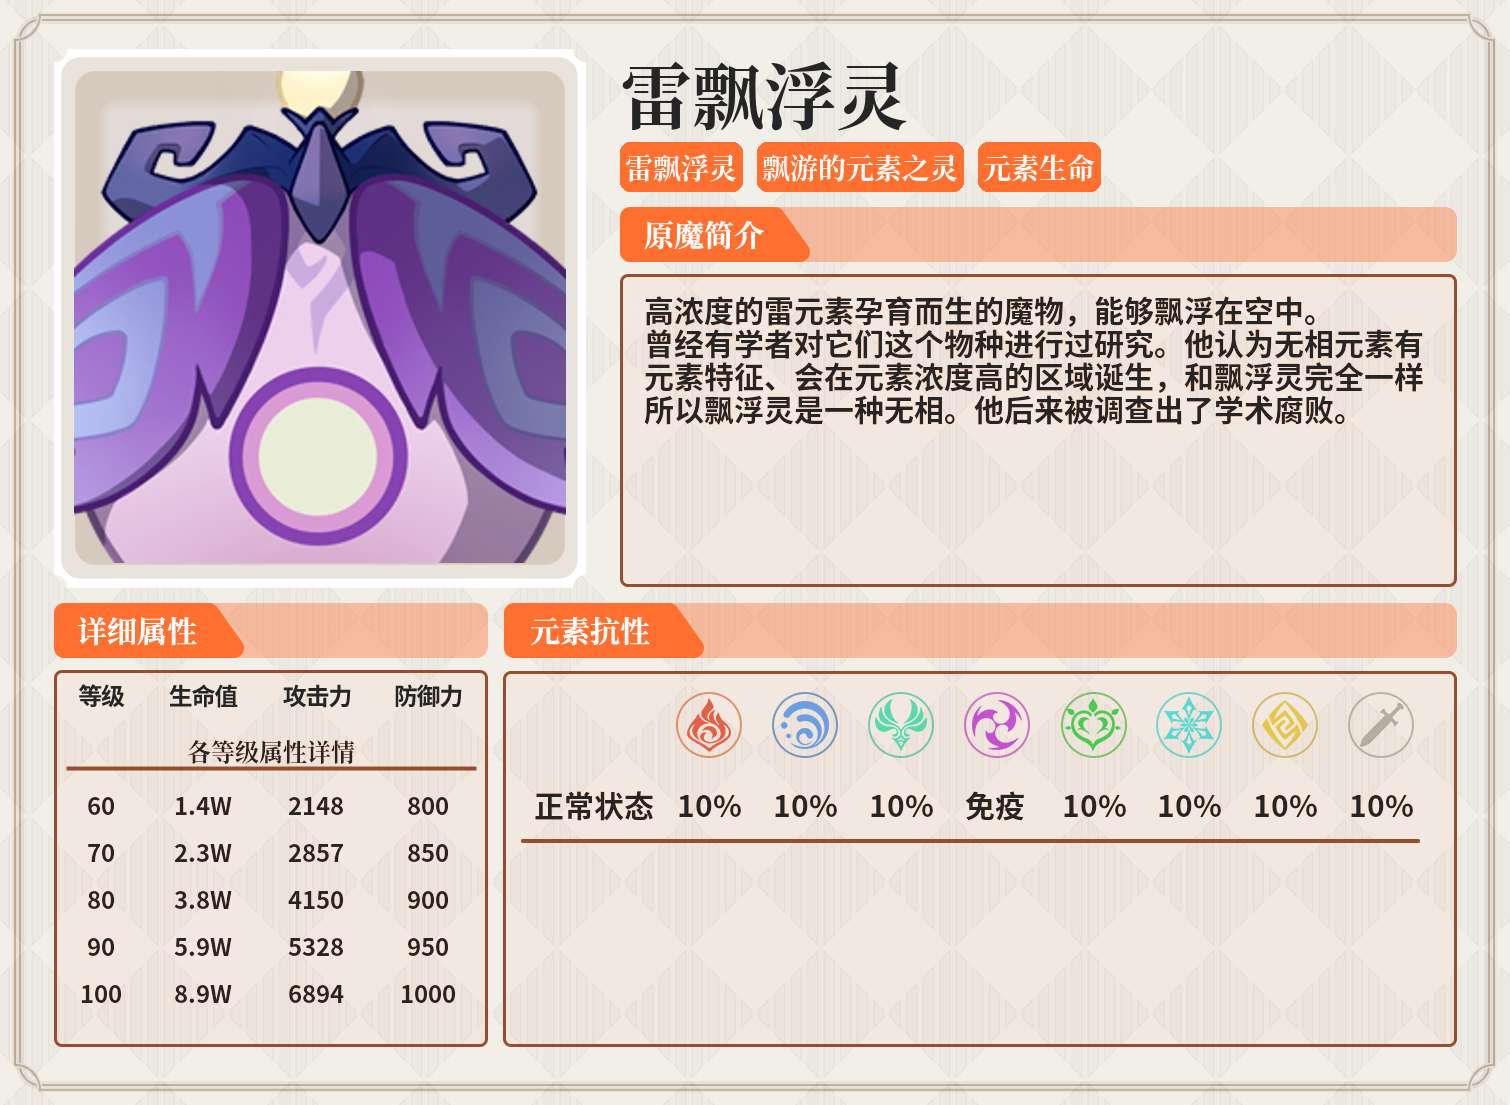 雷飘浮灵
雷飘浮灵 飘游的元素之灵 元素生命
原魔简介
高浓度的雷元素孕育而生的魔物，能够飘浮在空中。
曾经有学者对它们这个物种进行过研究。他认为无相元素有
元素特征、会在元素浓度高的区域诞生，和飘浮灵完全一样
所以飘浮灵是一种无相。他后来被调查出了学术腐败。
详细属性
等级 生命值 攻击力 防御力
各等级属性详情
60 1.4W 2148 800
70 2.3W 2857 850
80 3.8W 4150 900
90 5.9W 5328 950
100 8.9W 6894 1000
元素抗性
正常状态 10% 10% 10% 免疫 10% 10% 10% 10%